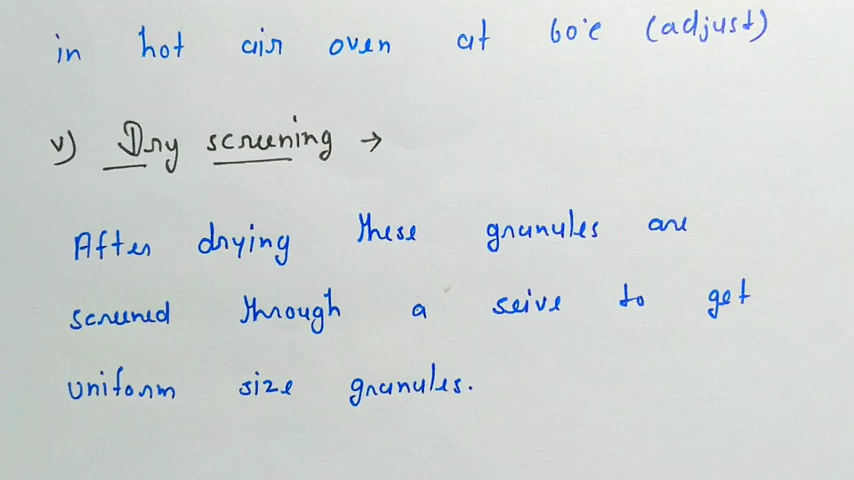 in hot air oven at 60°c (adjust)
v) Dry screening →
After drying these granules are
screened through a seive to get
uniform size granules.